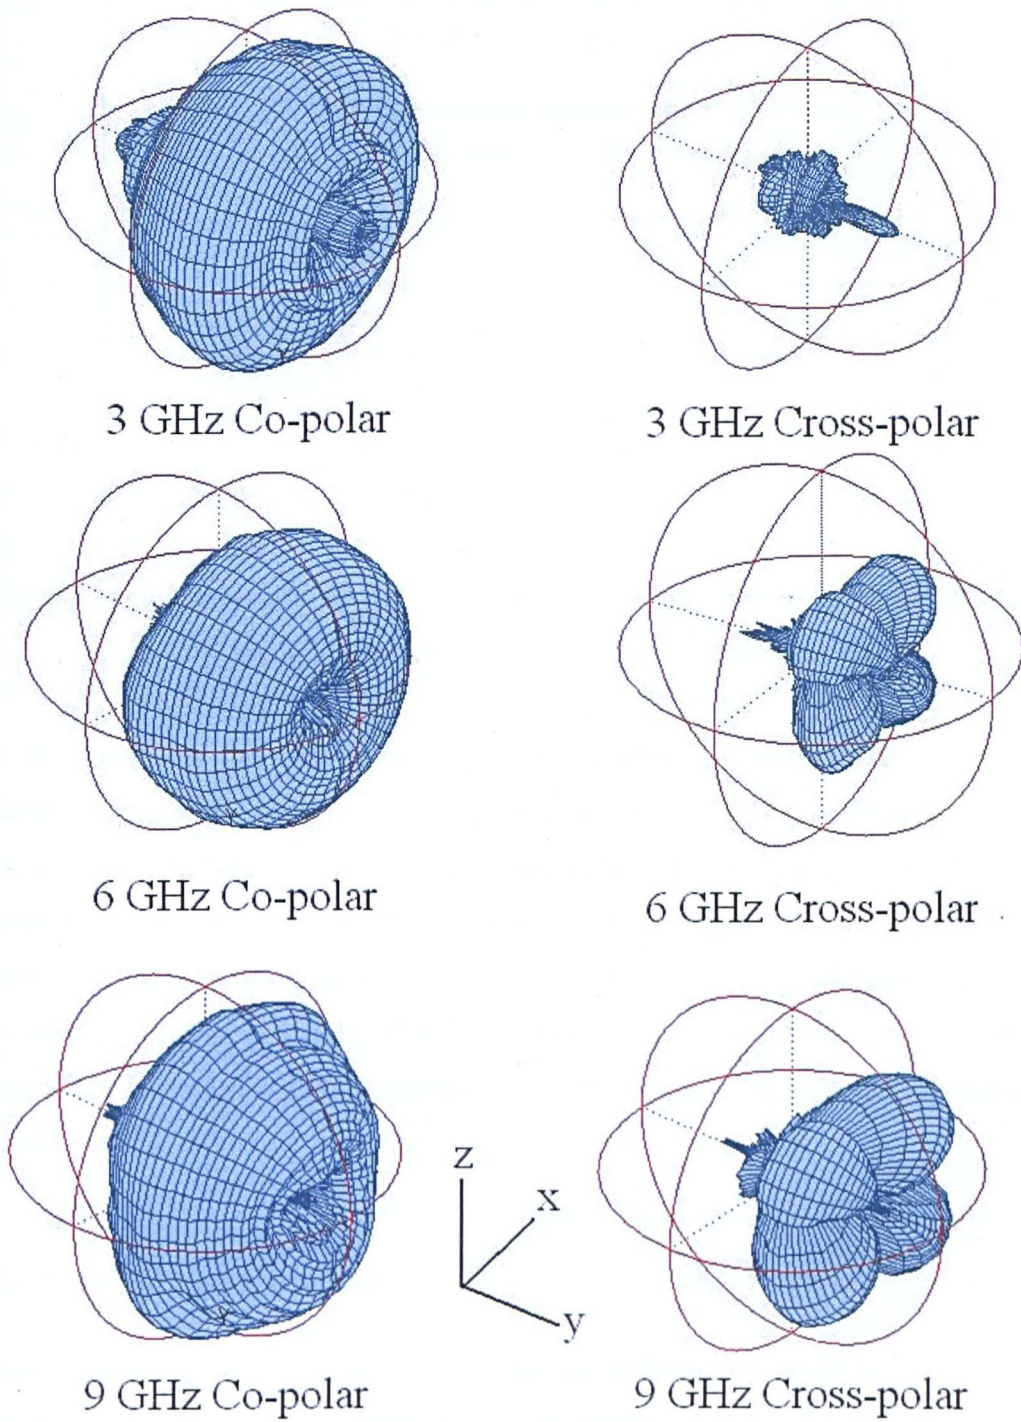 3 GHz Co-polar
3 GHz Cross-polar
6 GHz Co-polar
6 GHz Cross-polar
z
x
y
9 GHz Co-polar
9 GHz Cross-polar